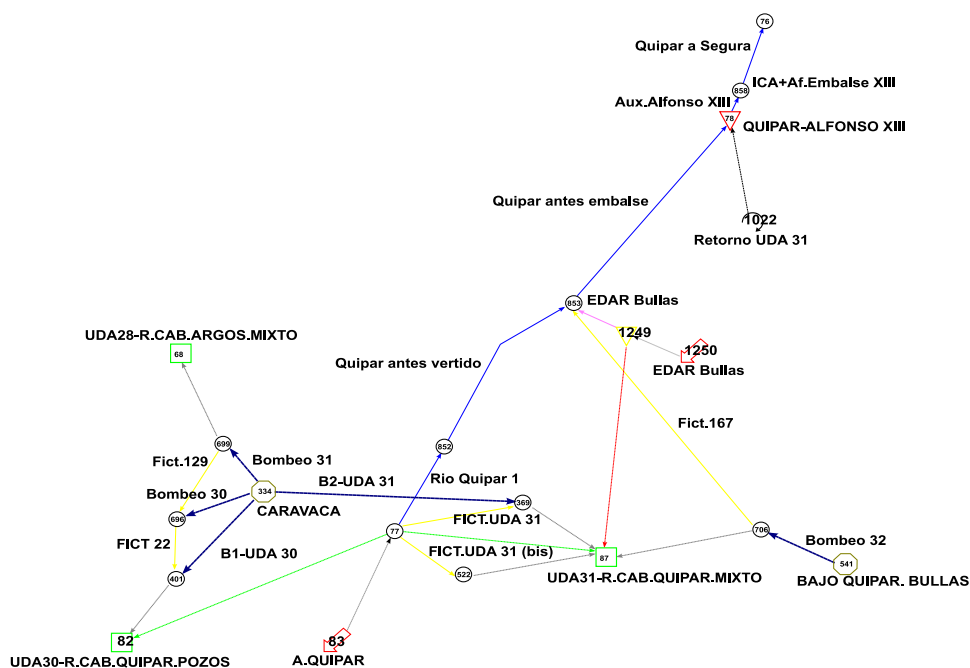 76
Quipar a Segura
ICA+Af.Embalse XIII
858
Aux.Alfonso XIII
78
QUIPAR-ALFONSO XIII
Quipar antes embalse
1022
Retorno UDA 31
853
EDAR Bullas
UDA28-R.CAB.ARGOS.MIXTO
1249
68
1250
Quipar antes vertido
EDAR Bullas
Fict.167
699
852
Fict.129
Bombeo 31
Rio Quipar 1
B2-UDA 31
Bombeo 30
334
369
CARAVACA
696
FICT.UDA 31
77
706
FICT 22
Bombeo 32
B1-UDA 30
FICT.UDA 31 (bis)
87
541
401
522
UDA31-R.CAB.QUIPAR.MIXTO
BAJO QUIPAR. BULLAS
82
83
UDA30-R.CAB.QUIPAR.POZOS
A.QUIPAR